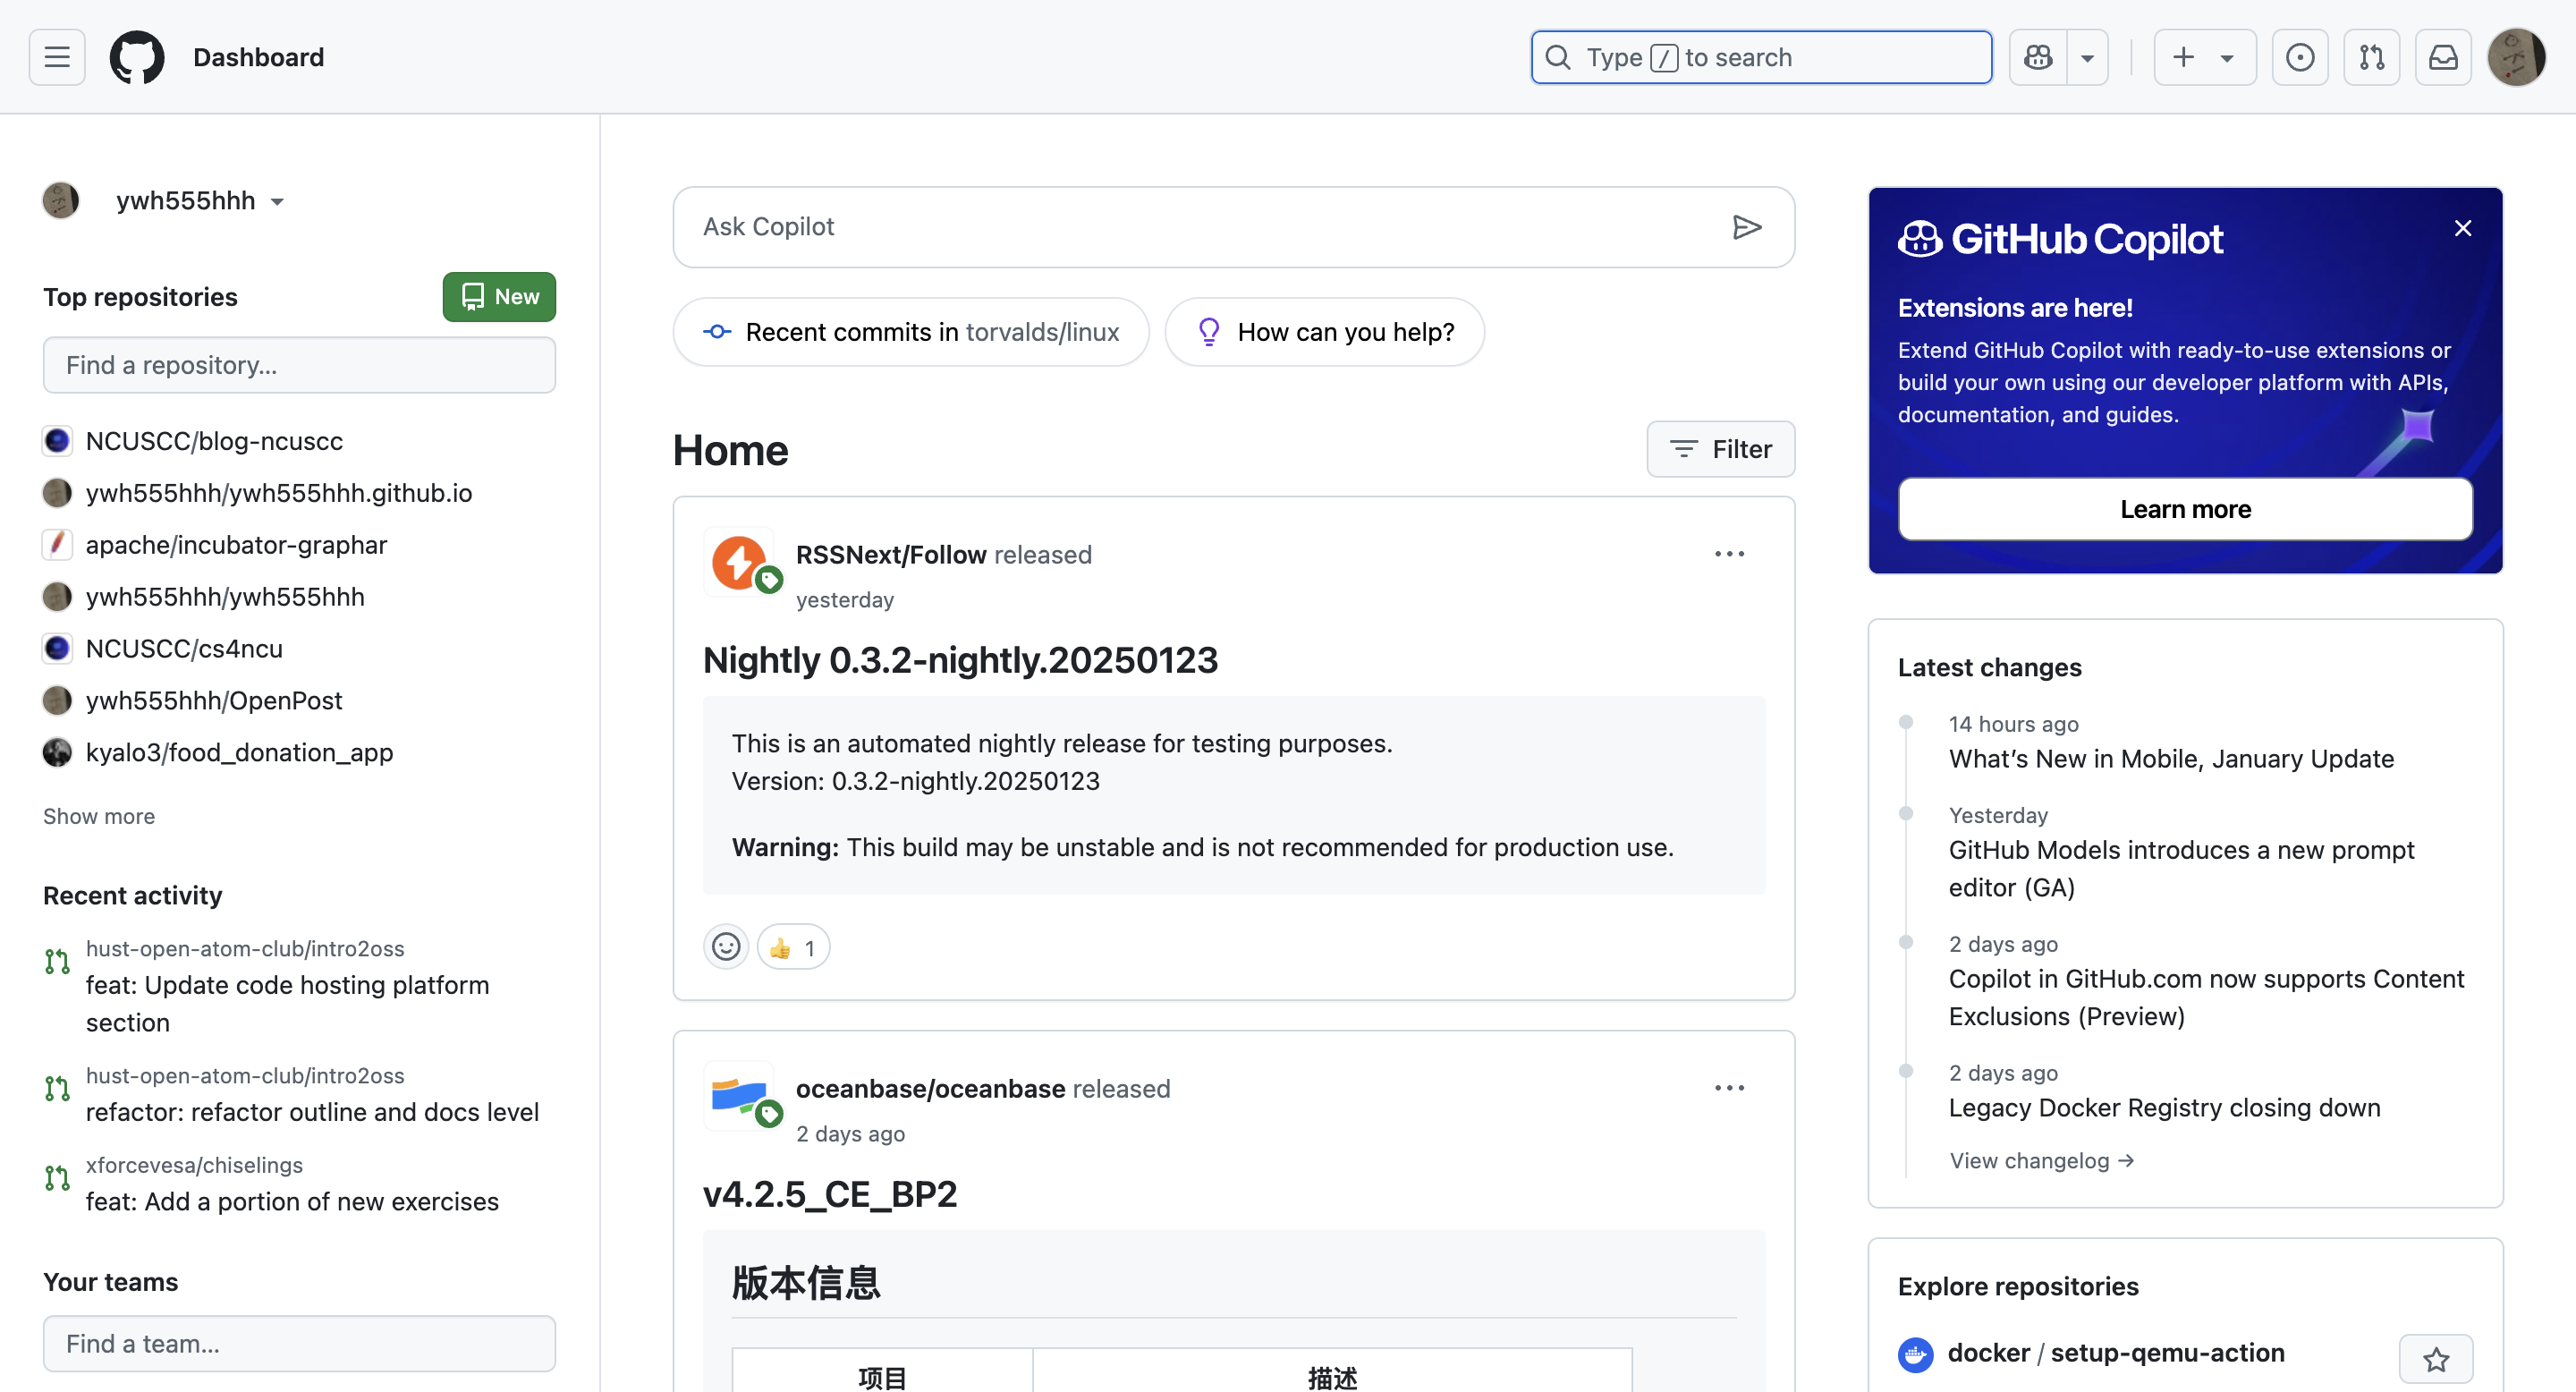 Dashboard
Type / to search
ywh555hhh
Top repositories
New
Find a repository...
NCUSCC/blog-ncuscc
ywh555hhh/ywh555hhh.github.io
apache/incubator-graphar
ywh555hhh/ywh555hhh
NCUSCC/cs4ncu
ywh555hhh/OpenPost
kyalo3/food_donation_app
Show more
Recent activity
hust-open-atom-club/intro2oss
feat: Update code hosting platform
section
hust-open-atom-club/intro2oss
refactor: refactor outline and docs level
xforcevesa/chiselings
feat: Add a portion of new exercises
Your teams
Find a team...
Ask Copilot
Recent commits in torvalds/linux
How can you help?
Home
Filter
RSSNext/Follow released
yesterday
Nightly 0.3.2-nightly.20250123
This is an automated nightly release for testing purposes.
Version: 0.3.2-nightly.20250123
Warning: This build may be unstable and is not recommended for production use.
👍 1
oceanbase/oceanbase released
2 days ago
v4.2.5_CE_BP2
版本信息
项目 描述
GitHub Copilot
Extensions are here!
Extend GitHub Copilot with ready-to-use extensions or
build your own using our developer platform with APIs,
documentation, and guides.
Learn more
Latest changes
14 hours ago
What’s New in Mobile, January Update
Yesterday
GitHub Models introduces a new prompt
editor (GA)
2 days ago
Copilot in GitHub.com now supports Content
Exclusions (Preview)
2 days ago
Legacy Docker Registry closing down
View changelog →
Explore repositories
docker / setup-qemu-action